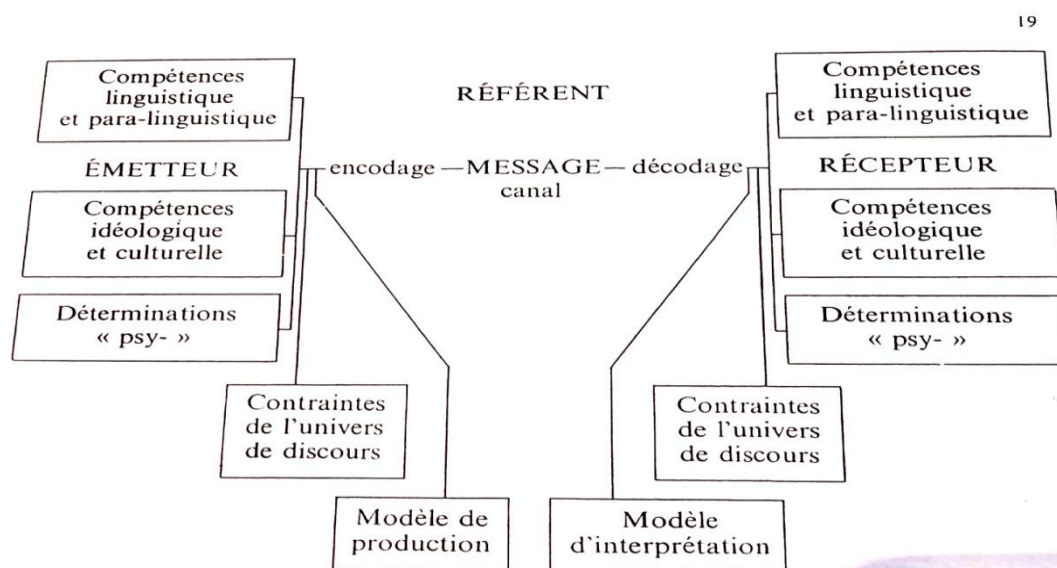 19
Compétences
linguistique
et para-linguistique
RÉFÉRENT
Compétences
linguistique
et para-linguistique
ÉMETTEUR
encodage — MESSAGE — décodage
canal
RÉCEPTEUR
Compétences
idéologique
et culturelle
Compétences
idéologique
et culturelle
Déterminations
« psy- »
Déterminations
« psy- »
Contraintes
de l'univers
de discours
Contraintes
de l'univers
de discours
Modèle de
production
Modèle
d'interprétation